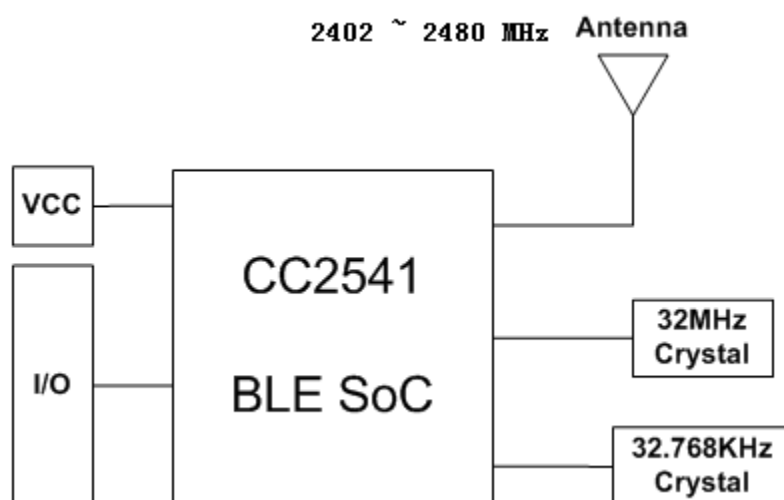 2402 ~ 2480 MHz
Antenna
VCC
CC2541
BLE SoC
I/O
32MHz
Crystal
32.768KHz
Crystal